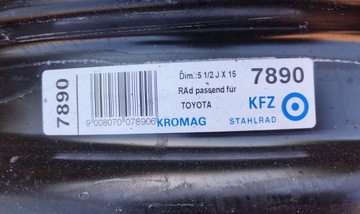 7890
Dim.:5 1/2 J X 15
RAd passend für
TOYOTA
7890
9 008070 078906
KROMAG
KFZ
STAHLRAD